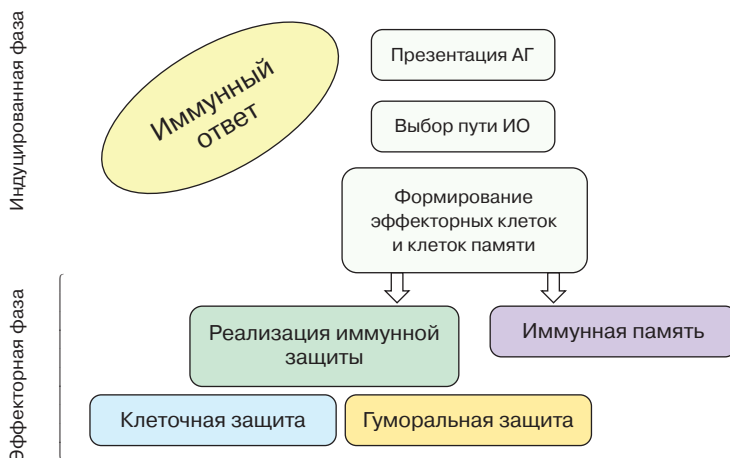 Индуцированная фаза
Иммунный
ответ
Презентация АГ
Выбор пути ИО
Формирование
эффекторных клеток
и клеток памяти
Эффекторная фаза
Реализация иммунной
защиты
Иммунная память
Клеточная защита
Гуморальная защита